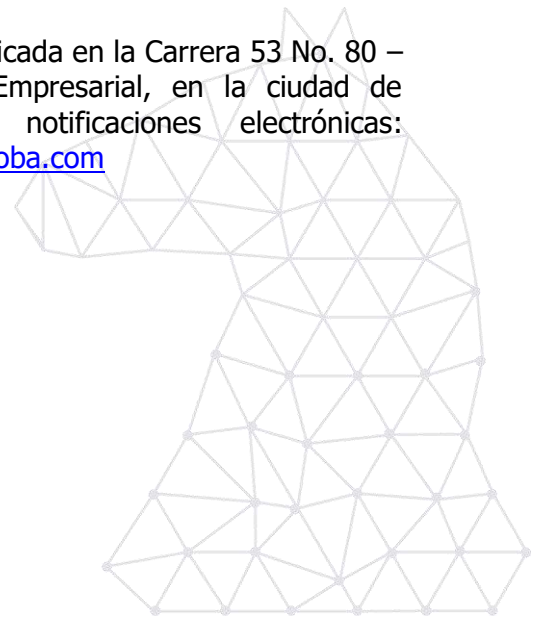 icada en la Carrera 53 No. 80 –
Empresarial, en la ciudad de
notificaciones electrónicas:
oba.com